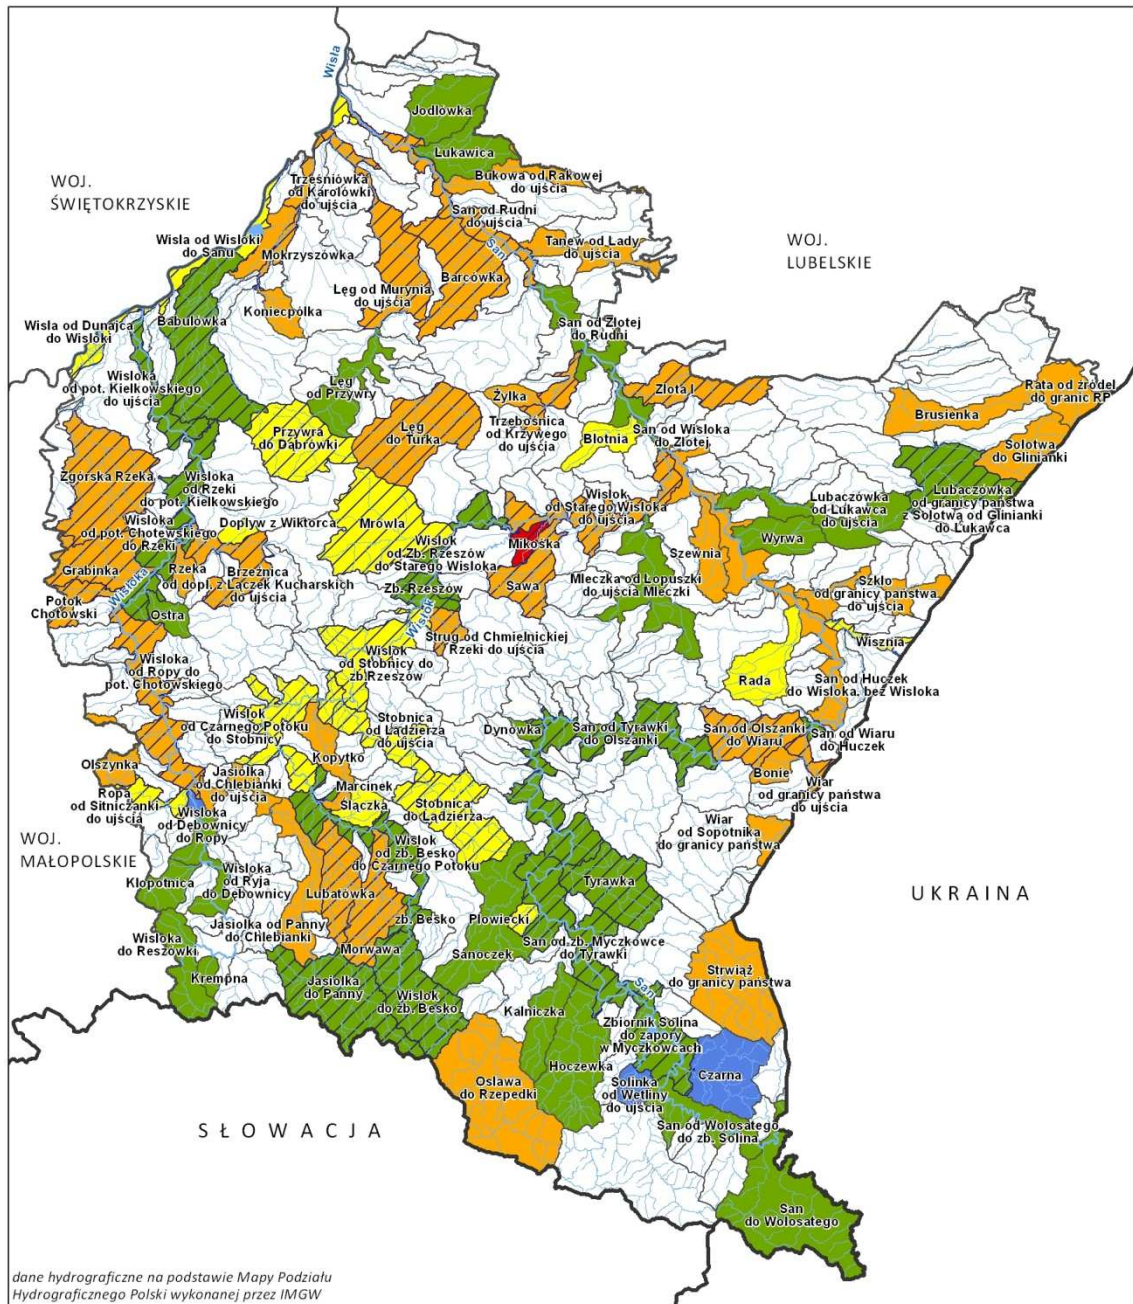 Wisła
Jodłówka
Łukawica
Bukowa od Rakowej
do ujścia
WOJ.
ŚWIĘTOKRZYSKIE
Trześniówka
od Karolówki
do ujścia
San od Rudni
do ujścia
San
Tanew od Łady
do ujścia
WOJ.
LUBELSKIE
Wisła od Wisłoki
do Sanu
Mokrzyszówka
Łęg od Murynia
do ujścia
Barcówka
Koniecpólka
Wisła od Dunajca
do Wisłoki
Babulówka
San od Złotej
do Rudni
Wisłoka
od pot. Kiełkowskiego
do ujścia
Łęg
od Przywry
Żyłka
Złota I
Rata od źródeł
do granic RP
Brusienka
Przywra
do Dąbrówki
Łęg
do Turka
Trzebośnica
od Krzywego
do ujścia
Błotnia
San od Wisłoka
do Złotej
Sołotwa
do Glinianki
Zgórska Rzeka
Wisłoka
od Rzeki
do pot. Kiełkowskiego
Wisłok
od Starego Wisłoka
do ujścia
Lubaczówka
od Łukawca
do ujścia
Lubaczówka
od granicy państwa
z Sołotwą od Glinianki
do Łukawca
Wisłoka
od pot. Chotowskiego
do Rzeki
Dopływ z Wiktorca
Mrowla
Wisłok
od Zb. Rzeszów
do Starego Wisłoka
Mikośka
Szewnia
Wyrwa
Grabinka
Rzeka
Brzeźnica
od dopł. z Łączek Kucharskich
do ujścia
Zb. Rzeszów
Sawa
Mleczka od Łopuszki
do ujścia Mleczki
Szkło
od granicy państwa
do ujścia
Potok
Chotowski
Wisłoka
Ostra
Wisłok
Strug od Chmielnickiej
Rzeki do ujścia
Wisznia
Wisłoka
od Ropy do
pot. Chotowskiego
Wisłok
od Stobnicy do
zb.Rzeszów
Rada
San od Huczek
do Wisłoka, bez Wisłoka
Wisłok
od Czarnego Potoku
do Stobnicy
Stobnica
od Łądzierza
do ujścia
Dynówka
San od Tyrawki
do Olszanki
San od Olszanki
do Wiaru
San od Wiaru
do Huczek
Olszynka
Jasiołka
od Chlebianki
do ujścia
Kopytko
Bonie
Wiar
od granicy państwa
do ujścia
Ropa
od Sitniczanki
do ujścia
Marcinek
Ślączka
Stobnica
do Łądzierza
Wisłoka
od Dębownicy
do Ropy
Wiar
od Sopotnika
do granicy państwa
WOJ.
MAŁOPOLSKIE
Wisłok
od zb. Besko
do Czarnego Potoku
Kłopotnica
Wisłoka
od Ryja
do Dębownicy
Lubatówka
Tyrawka
UKRAINA
zb. Besko
Płowiecki
Jasiołka od Panny
do Chlebianki
Wisłoka
do Reszówki
Morwawa
Sanoczek
San od zb. Myczkowce
do Tyrawki
Krempna
Jasiołka
do Panny
Wisłok
do zb. Besko
San
Strwiąż
do granicy państwa
Kalniczka
Zbiornik Solina
do zapory
w Myczkowcach
Hoczewka
Czarna
Osława
do Rzepedki
Solinka
od Wetliny
do ujścia
SŁOWACJA
San od Wołosatego
do zb. Solina
San
do Wołosatego
dane hydrograficzne na podstawie Mapy Podziału
Hydrograficznego Polski wykonanej przez IMGW